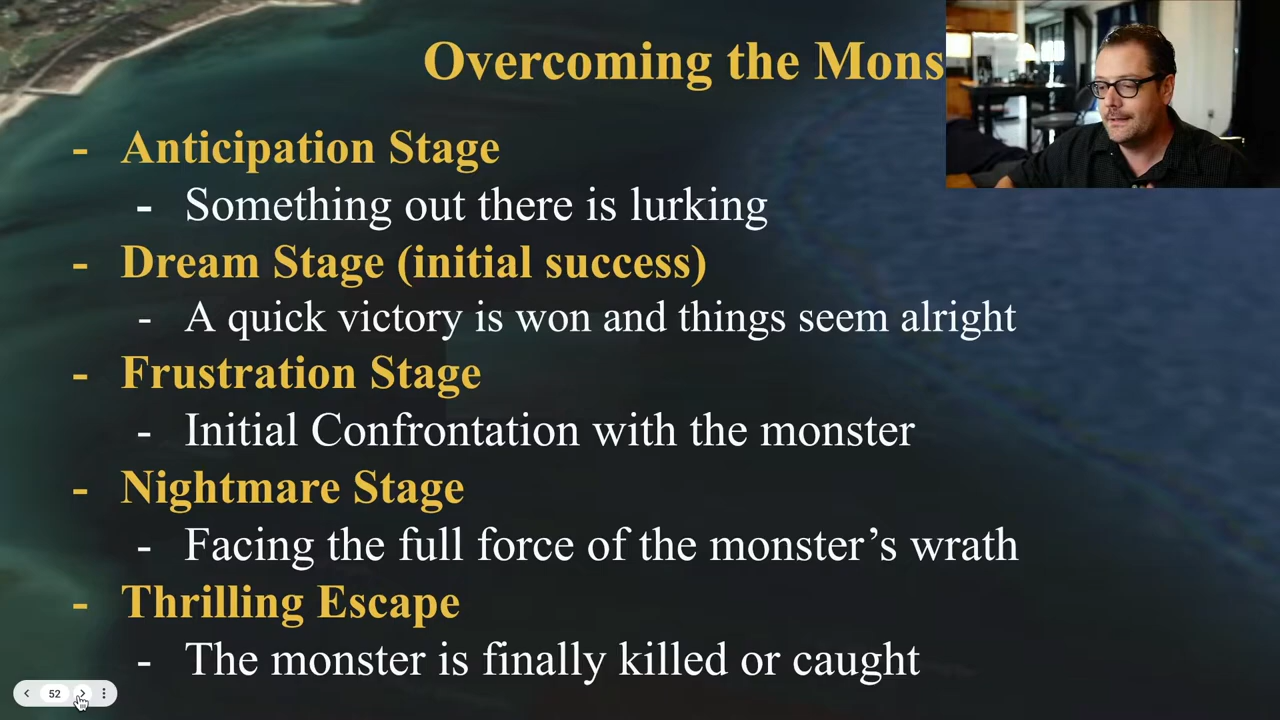 Overcoming the Mons
- Anticipation Stage
- Something out there is lurking
- Dream Stage (initial success)
- A quick victory is won and things seem alright
- Frustration Stage
- Initial Confrontation with the monster
- Nightmare Stage
- Facing the full force of the monster’s wrath
- Thrilling Escape
- The monster is finally killed or caught
52